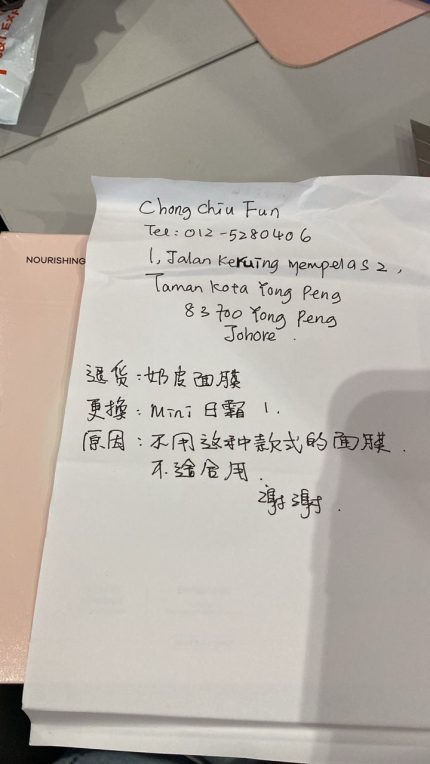 NOURISHING
Chong Chiu Fun
Tel: 012-5280406
1, Jalan Keruing Mempelas 2,
Taman Kota Yong Peng
83700 Yong Peng
Johore.
退货:奶皮面膜
更换:Mini 日霜 1.
原因:不用这种款式的面膜.
不适合用.
谢谢.